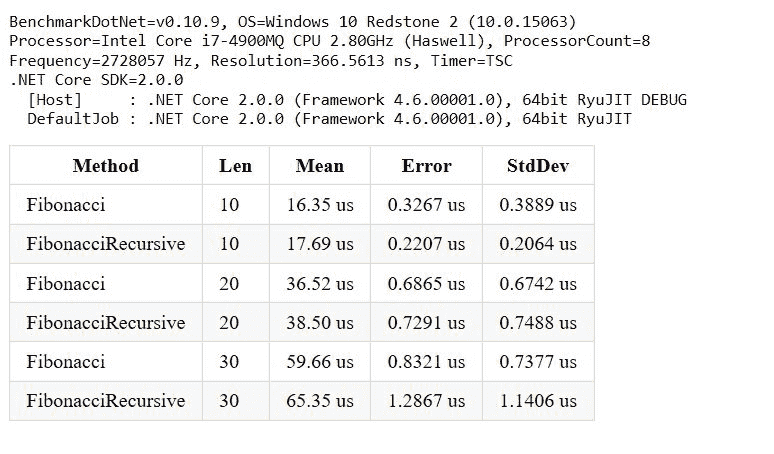 BenchmarkDotNet=v0.10.9, OS=Windows 10 Redstone 2 (10.0.15063)
Processor=Intel Core i7-4900MQ CPU 2.80GHz (Haswell), ProcessorCount=8
Frequency=2728057 Hz, Resolution=366.5613 ns, Timer=TSC
.NET Core SDK=2.0.0
  [Host]     : .NET Core 2.0.0 (Framework 4.6.00001.0), 64bit RyuJIT DEBUG
  DefaultJob : .NET Core 2.0.0 (Framework 4.6.00001.0), 64bit RyuJIT
Method Len Mean Error StdDev
Fibonacci 10 16.35 us 0.3267 us 0.3889 us
FibonacciRecursive 10 17.69 us 0.2207 us 0.2064 us
Fibonacci 20 36.52 us 0.6865 us 0.6742 us
FibonacciRecursive 20 38.50 us 0.7291 us 0.7488 us
Fibonacci 30 59.66 us 0.8321 us 0.7377 us
FibonacciRecursive 30 65.35 us 1.2867 us 1.1406 us